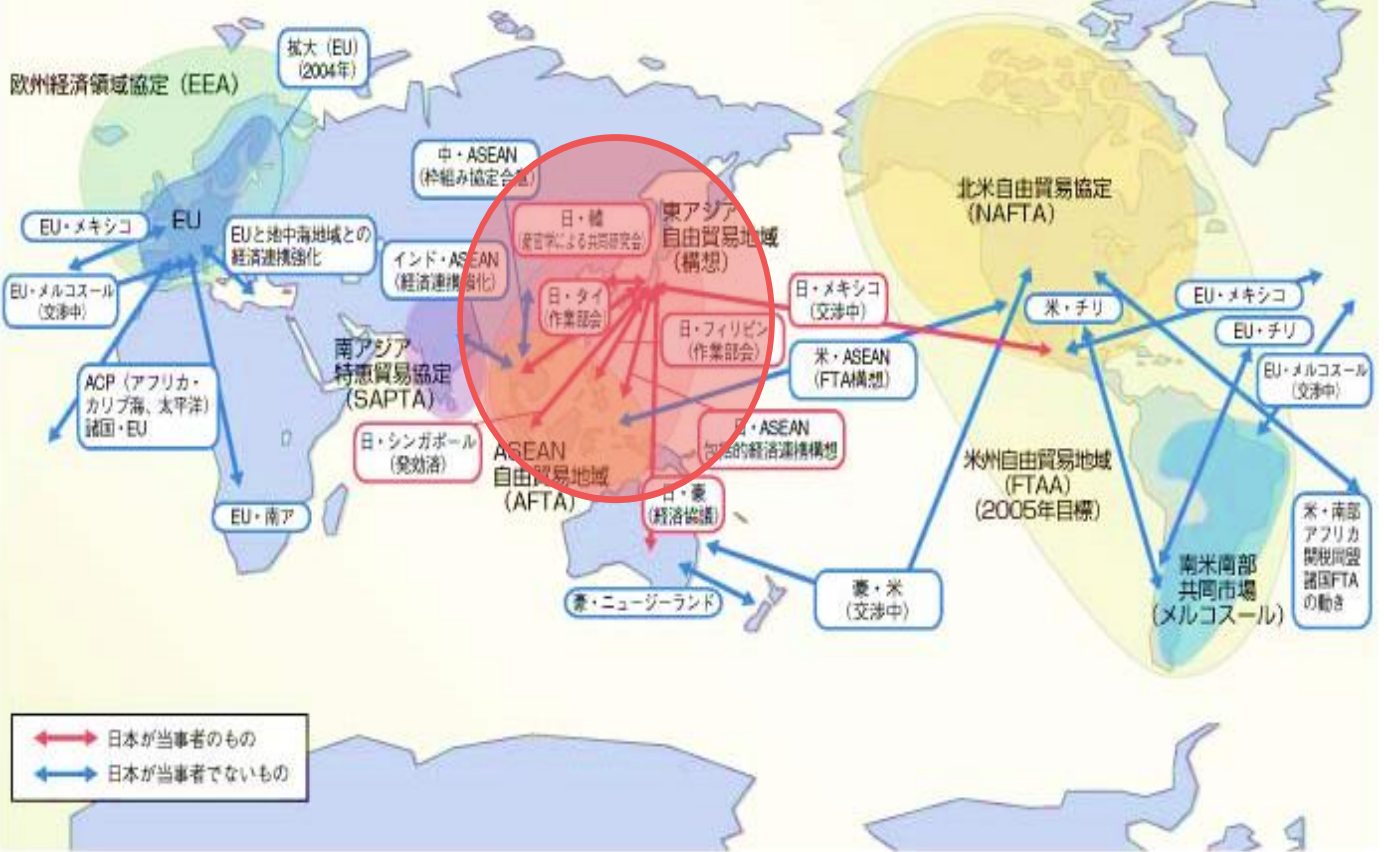 拡大（EU）
（2004年）
欧州経済領域協定（EEA）
中・ASEAN
（枠組み協定合意）
EU・メキシコ
EU
EUと地中海地域との
経済連携強化
EU・メルコスール
（交渉中）
インド・ASEAN
（経済連携強化）
日・韓
（産官学による共同研究会）
東アジア
自由貿易地域
（構想）
日・タイ
（作業部会）
日・フィリピン
（作業部会）
日・メキシコ
（交渉中）
米・ASEAN
（FTA構想）
北米自由貿易協定
（NAFTA）
米・チリ
EU・メキシコ
EU・チリ
EU・メルコスール
（交渉中）
南アジア
特恵貿易協定
（SAPTA）
ACP（アフリカ・
カリブ海、太平洋）
諸国・EU
日・シンガポール
（発効済）
ASEAN
自由貿易地域
（AFTA）
日・ASEAN
包括的経済連携構想
日・豪
（経済協議）
EU・南ア
豪・ニュージーランド
豪・米
（交渉中）
米州自由貿易地域
（FTAA）
（2005年目標）
南米南部
共同市場
（メルコスール）
米・南部
アフリカ
関税同盟
諸国FTA
の動き
日本が当事者のもの
日本が当事者でないもの